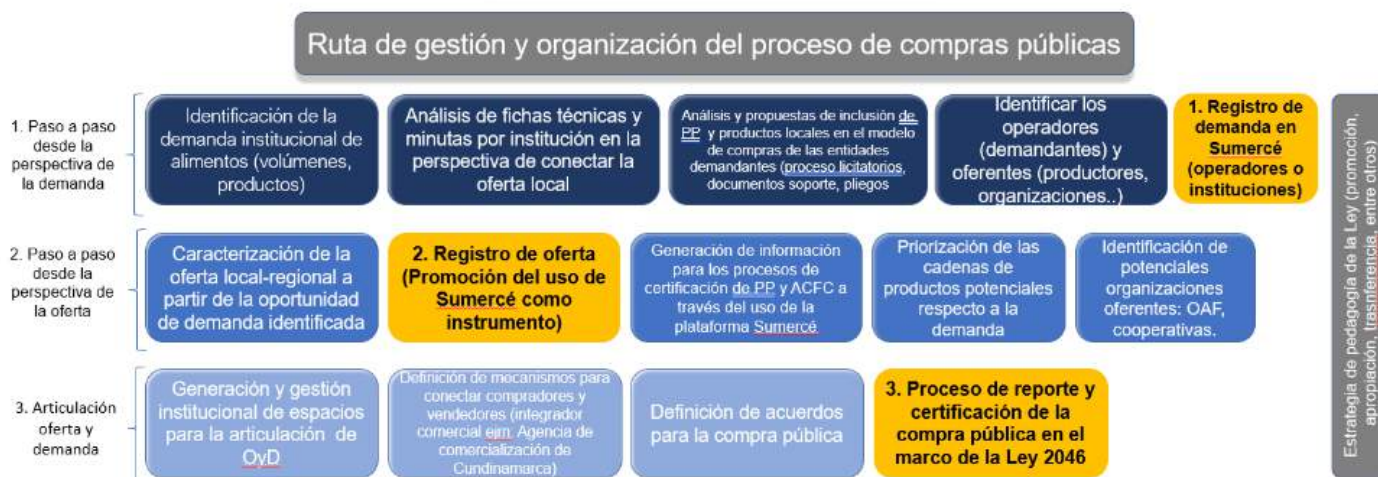 Ruta de gestión y organización del proceso de compras públicas
1. Paso a paso
desde la
perspectiva de
la demanda
Identificación de la
demanda institucional de
alimentos (volúmenes,
productos)
Análisis de fichas técnicas y
minutas por institución en la
perspectiva de conectar la
oferta local
Análisis y propuestas de inclusión de
PP y productos locales en el modelo
de compras de las entidades
demandantes (proceso licitatorios,
documentos soporte, pliegos
Identificar los
operadores
(demandantes) y
oferentes (productores,
organizaciones..)
1. Registro de
demanda en
Sumercé
(operadores o
instituciones)
2. Paso a paso
desde la
perspectiva de
la oferta
Caracterización de la
oferta local-regional a
partir de la oportunidad
de demanda identificada
2. Registro de oferta
(Promoción del uso de
Sumercé como
instrumento)
Generación de información
para los procesos de
certificación de PP y ACFC a
través del uso de la
plataforma Sumercé
Priorización de las
cadenas de
productos potenciales
respecto a la
demanda
Identificación de
potenciales
organizaciones
oferentes: OAF,
cooperativas.
3. Articulación
oferta y
demanda
Generación y gestión
institucional de espacios
para la articulación de
OyD
Definición de mecanismos para
conectar compradores y
vendedores (integrador
comercial ejm: Agencia de
comercialización de
Cundinamarca)
Definición de acuerdos
para la compra pública
3. Proceso de reporte y
certificación de la
compra pública en el
marco de la Ley 2046
Estrategia de pedagogía de la Ley (promoción,
apropiación, trasnferencia, entre otros)